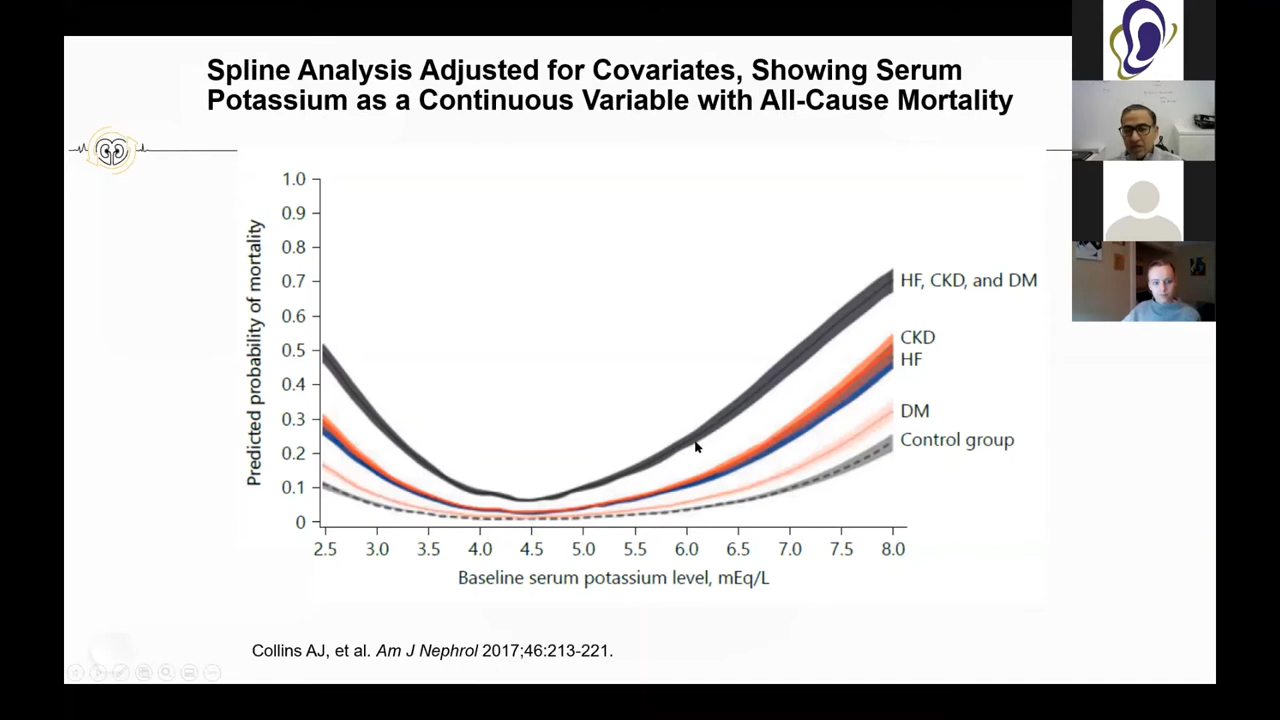 Spline Analysis Adjusted for Covariates, Showing Serum
Potassium as a Continuous Variable with All-Cause Mortality
Predicted probability of mortality
1.0
0.9
0.8
0.7
0.6
0.5
0.4
0.3
0.2
0.1
0
HF, CKD, and DM
CKD
HF
DM
Control group
2.5 3.0 3.5 4.0 4.5 5.0 5.5 6.0 6.5 7.0 7.5 8.0
Baseline serum potassium level, mEq/L
Collins AJ, et al. Am J Nephrol 2017;46:213-221.